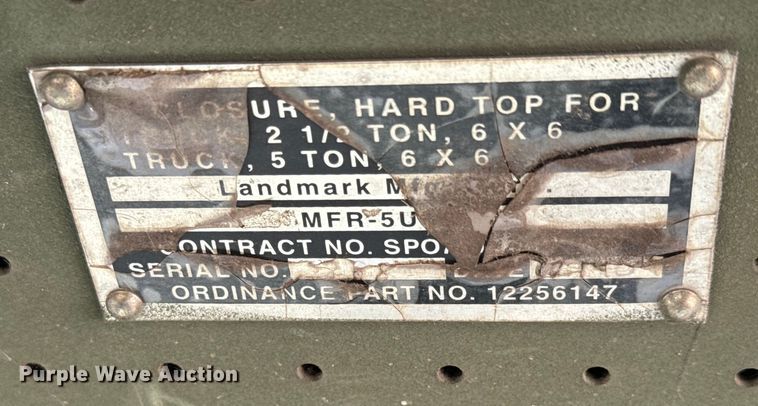 CLOSURE, HARD TOP FOR
2 1/2 TON, 6 X 6
TRUCK, 5 TON, 6 X 6
Landmark
MFR-5U
CONTRACT NO. SPO
SERIAL NO.
ORDINANCE PART NO. 12256147
Purple Wave Auction